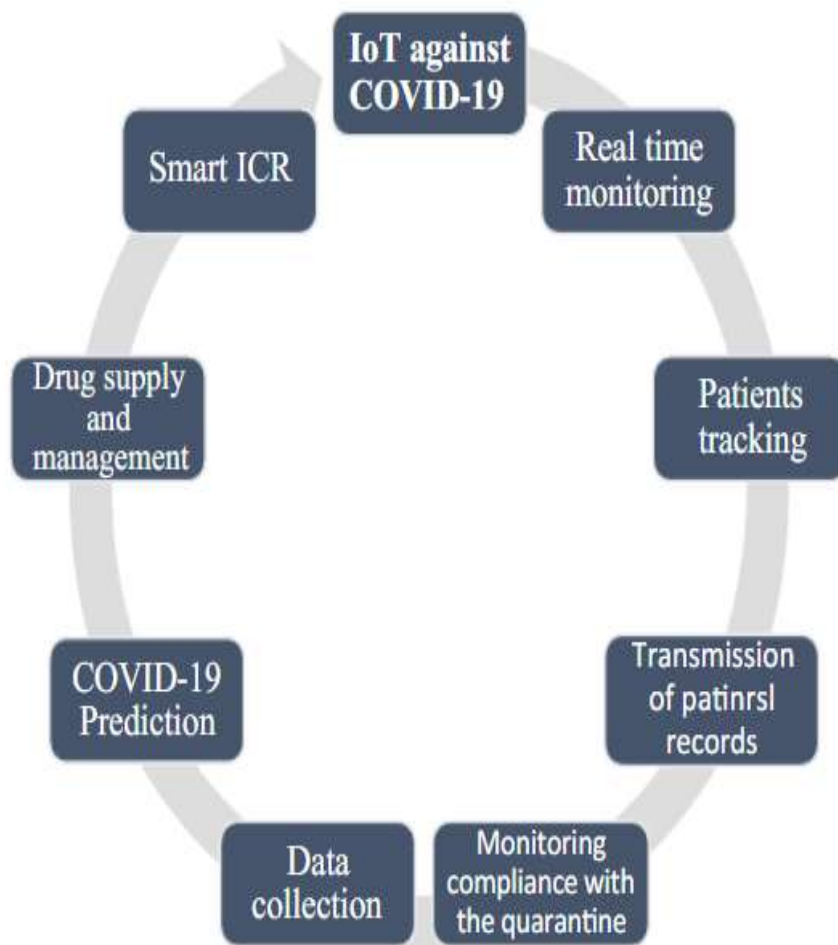 IoT against
COVID-19
Real time
monitoring
Patients
tracking
Transmission
of patinrsl
records
Monitoring
compliance with
the quarantine
Data
collection
COVID-19
Prediction
Drug supply
and
management
Smart ICR